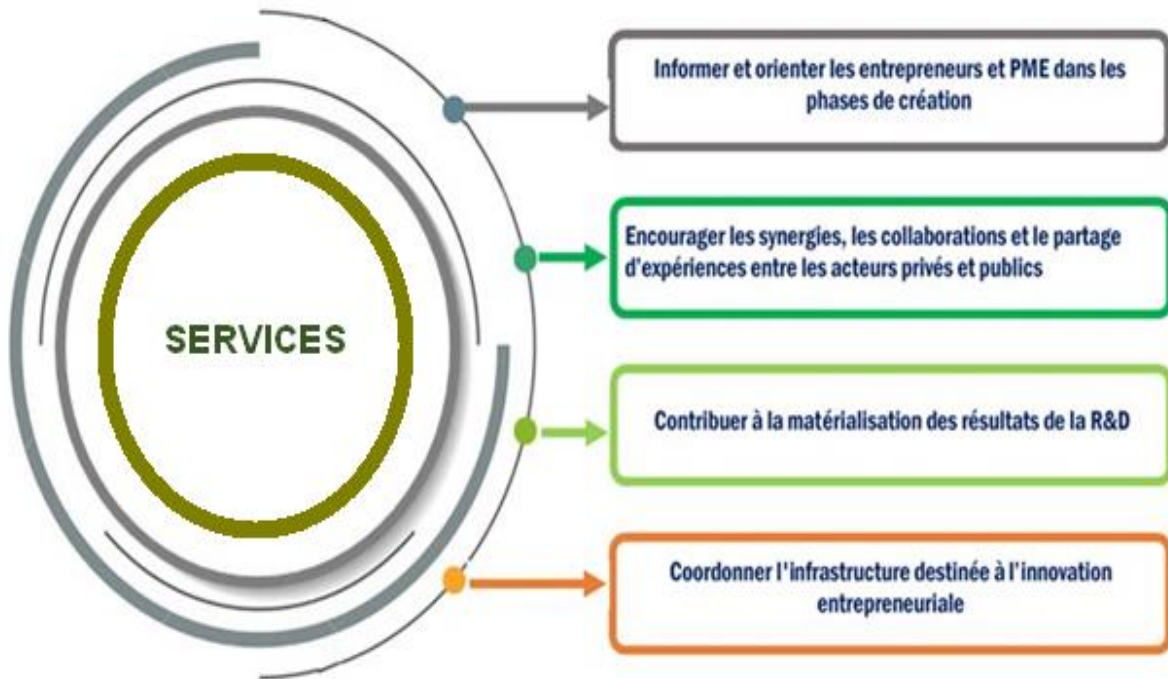 SERVICES
Informer et orienter les entrepreneurs et PME dans les
phases de création
Encourager les synergies, les collaborations et le partage
d'expériences entre les acteurs privés et publics
Contribuer à la matérialisation des résultats de la R&D
Coordonner l'infrastructure destinée à l'innovation
entrepreneuriale